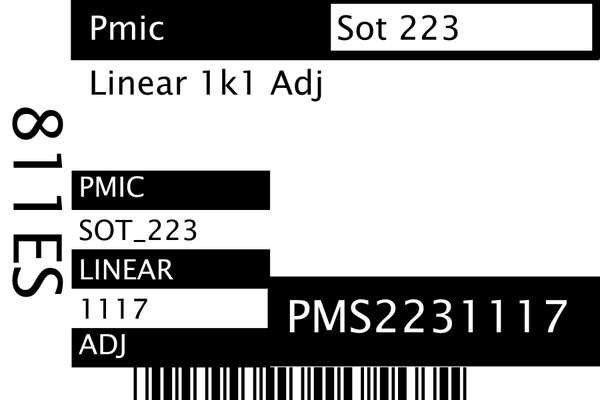 Pmic
Sot 223
Linear 1k1 Adj
811ES
PMIC
SOT_223
LINEAR
1117
ADJ
PMS2231117